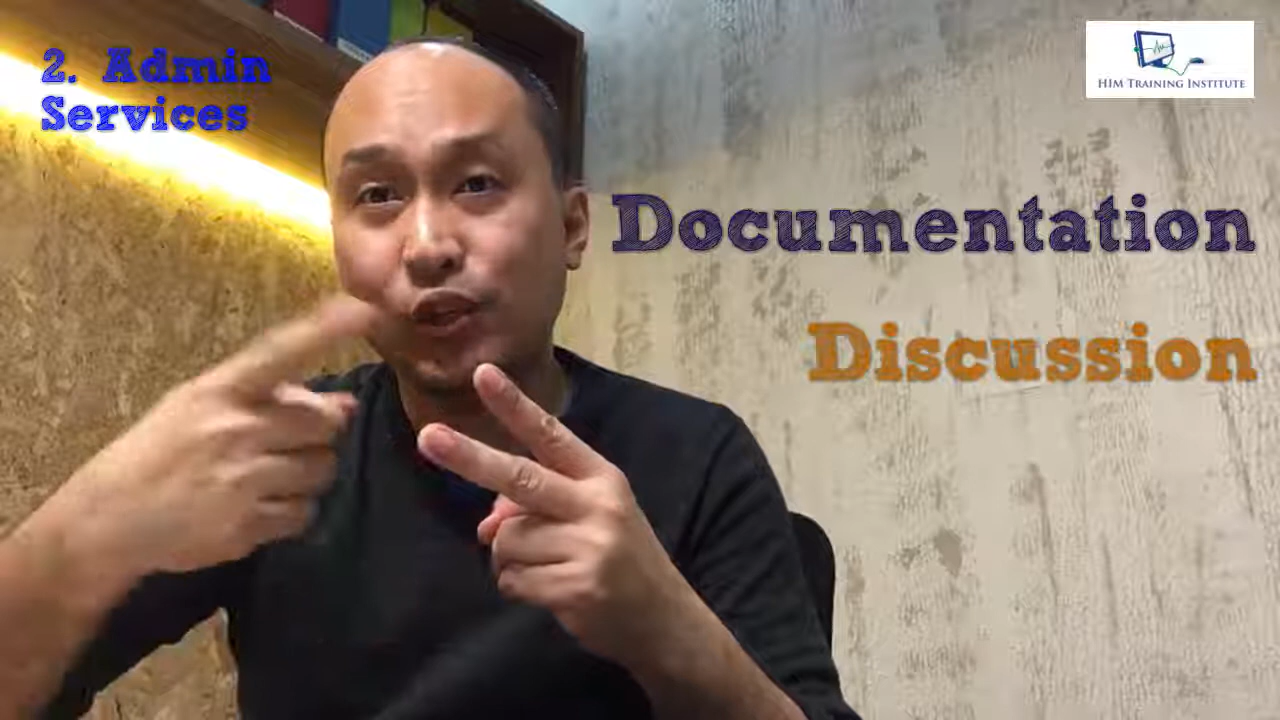 2. Admin
Services
HIM Training Institute
Documentation
Discussion